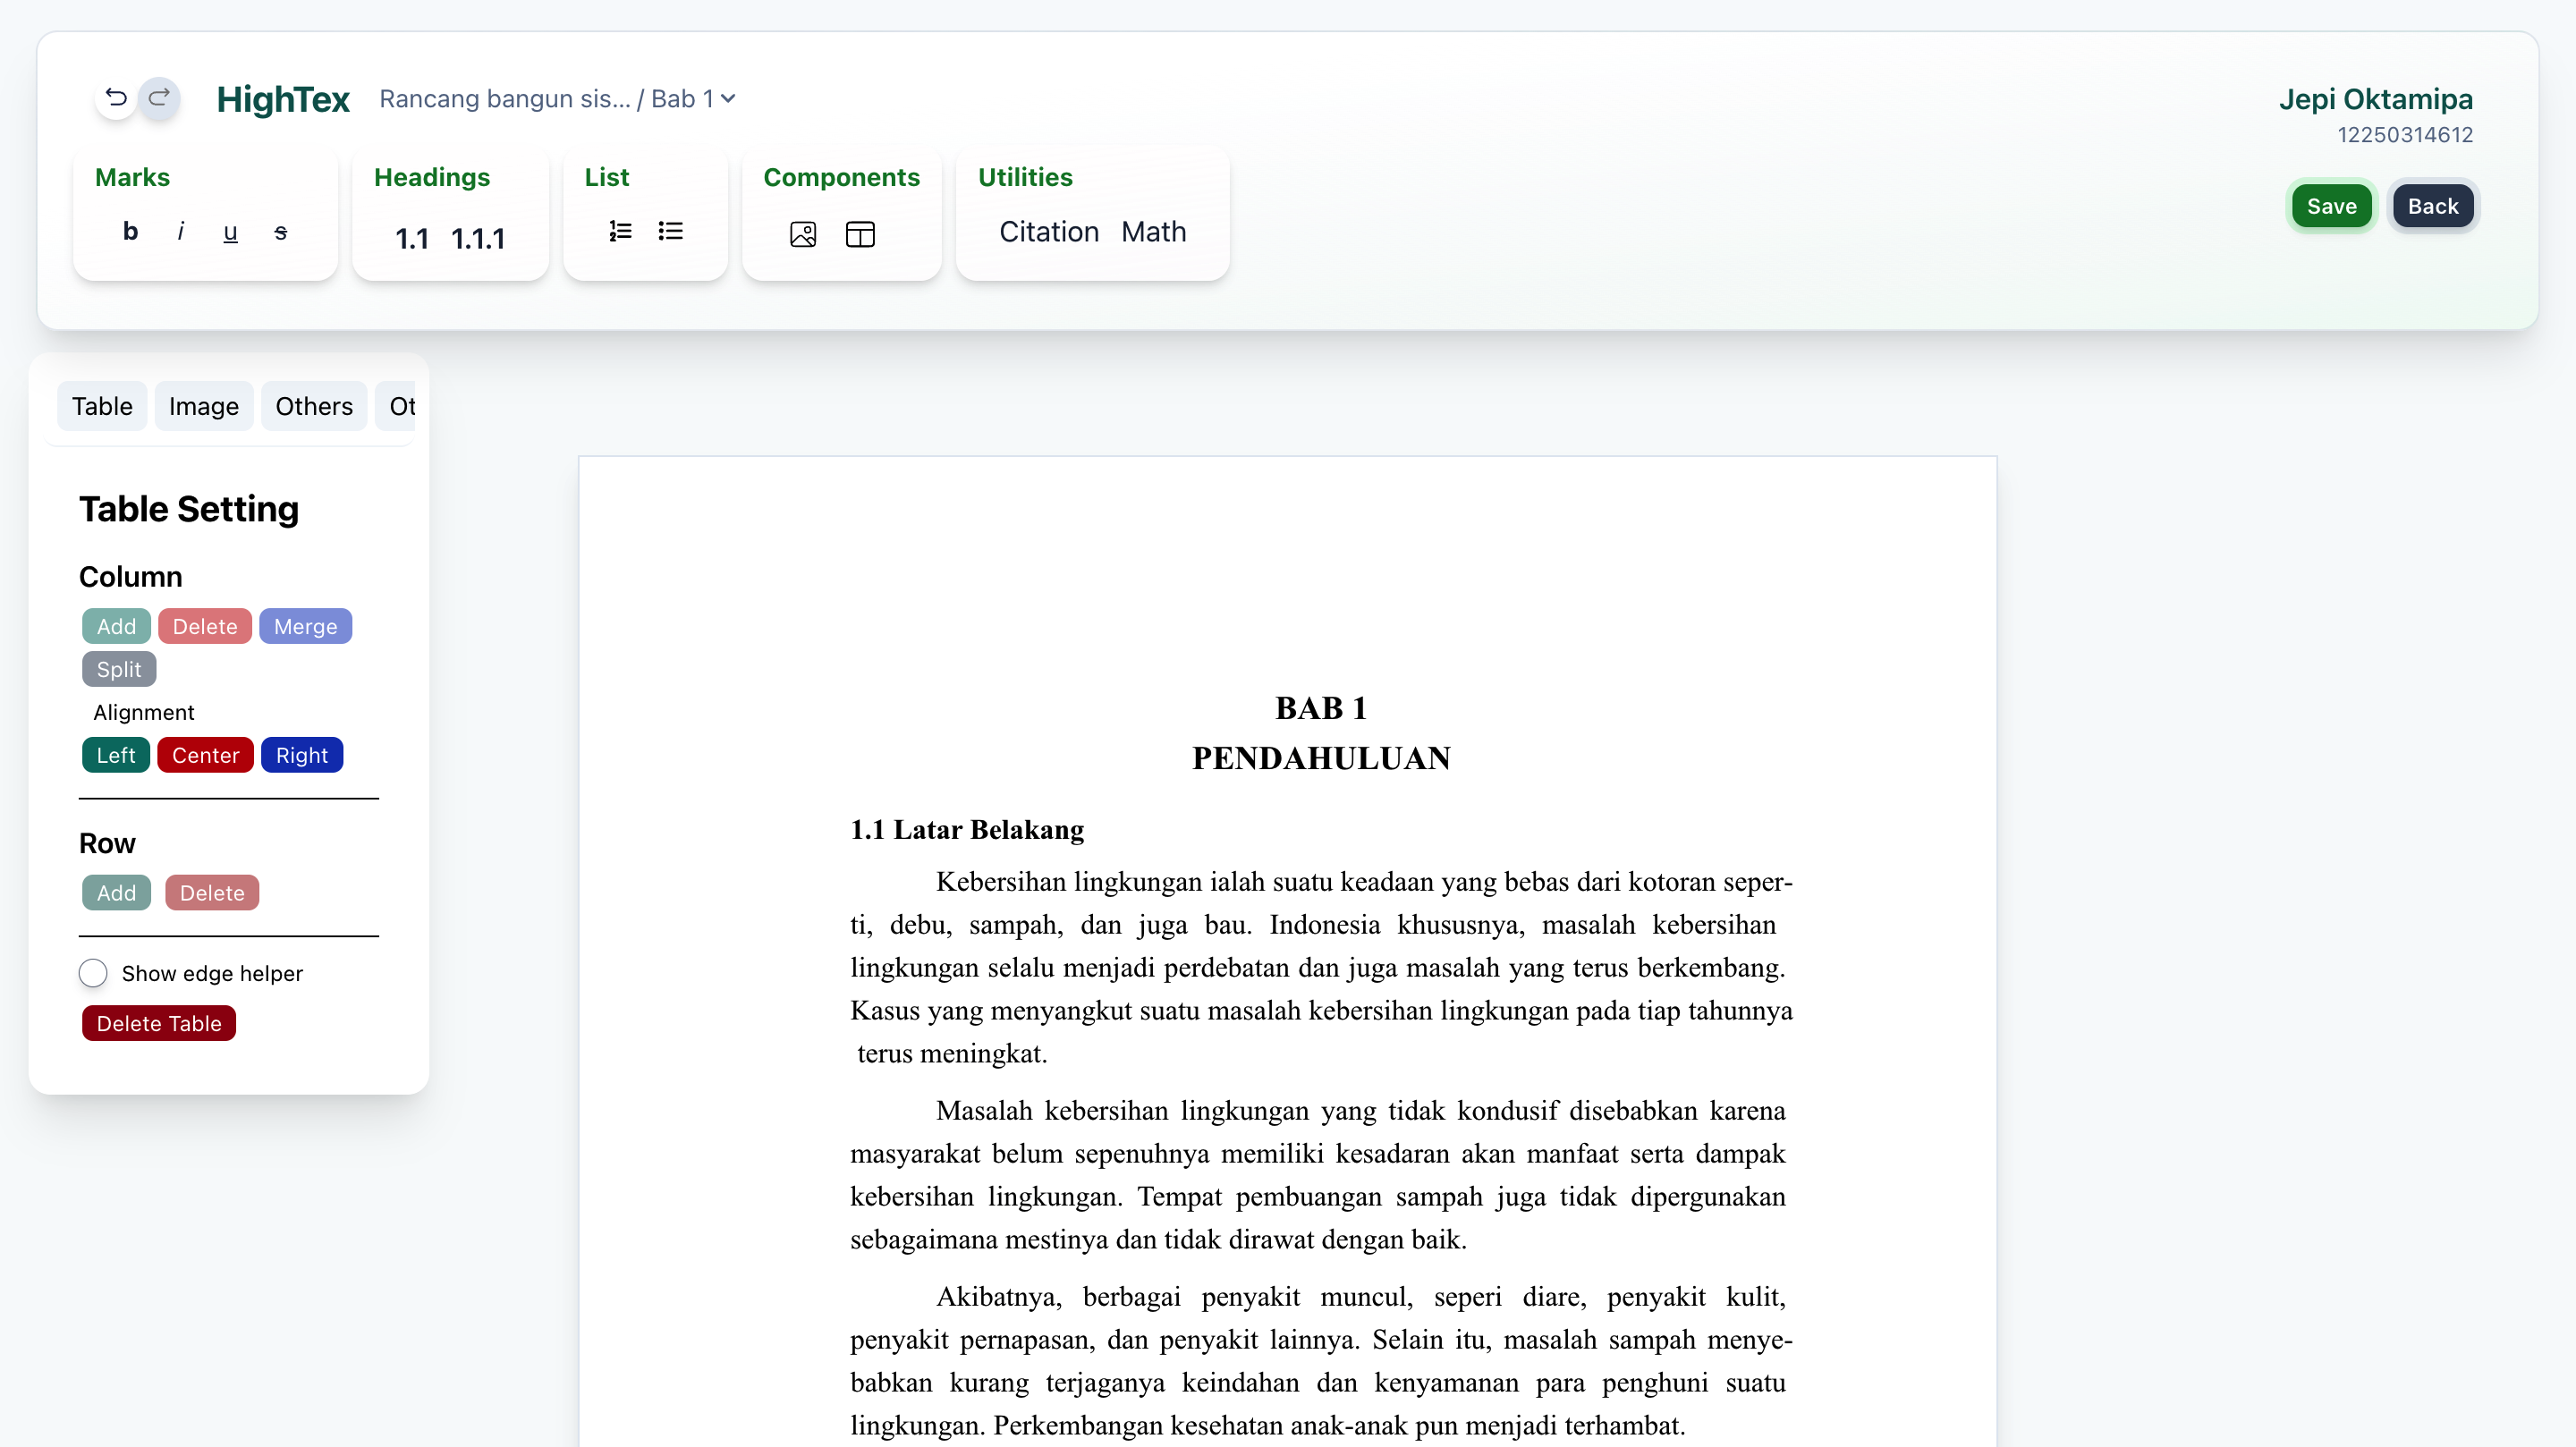 HighTex Rancang bangun sis... / Bab 1
Jepi Oktamipa
12250314612
Marks
b i u s
Headings
1.1 1.1.1
List
Components
Utilities
Citation Math
Save Back
Table Image Others Ot
Table Setting
Column
Add Delete Merge
Split
Alignment
Left Center Right
Row
Add Delete
Show edge helper
Delete Table
BAB 1
PENDAHULUAN
1.1 Latar Belakang
Kebersihan lingkungan ialah suatu keadaan yang bebas dari kotoran seper-
ti, debu, sampah, dan juga bau. Indonesia khususnya, masalah kebersihan
lingkungan selalu menjadi perdebatan dan juga masalah yang terus berkembang.
Kasus yang menyangkut suatu masalah kebersihan lingkungan pada tiap tahunnya
terus meningkat.
Masalah kebersihan lingkungan yang tidak kondusif disebabkan karena
masyarakat belum sepenuhnya memiliki kesadaran akan manfaat serta dampak
kebersihan lingkungan. Tempat pembuangan sampah juga tidak dipergunakan
sebagaimana mestinya dan tidak dirawat dengan baik.
Akibatnya, berbagai penyakit muncul, seperi diare, penyakit kulit,
penyakit pernapasan, dan penyakit lainnya. Selain itu, masalah sampah menye-
babkan kurang terjaganya keindahan dan kenyamanan para penghuni suatu
lingkungan. Perkembangan kesehatan anak-anak pun menjadi terhambat.